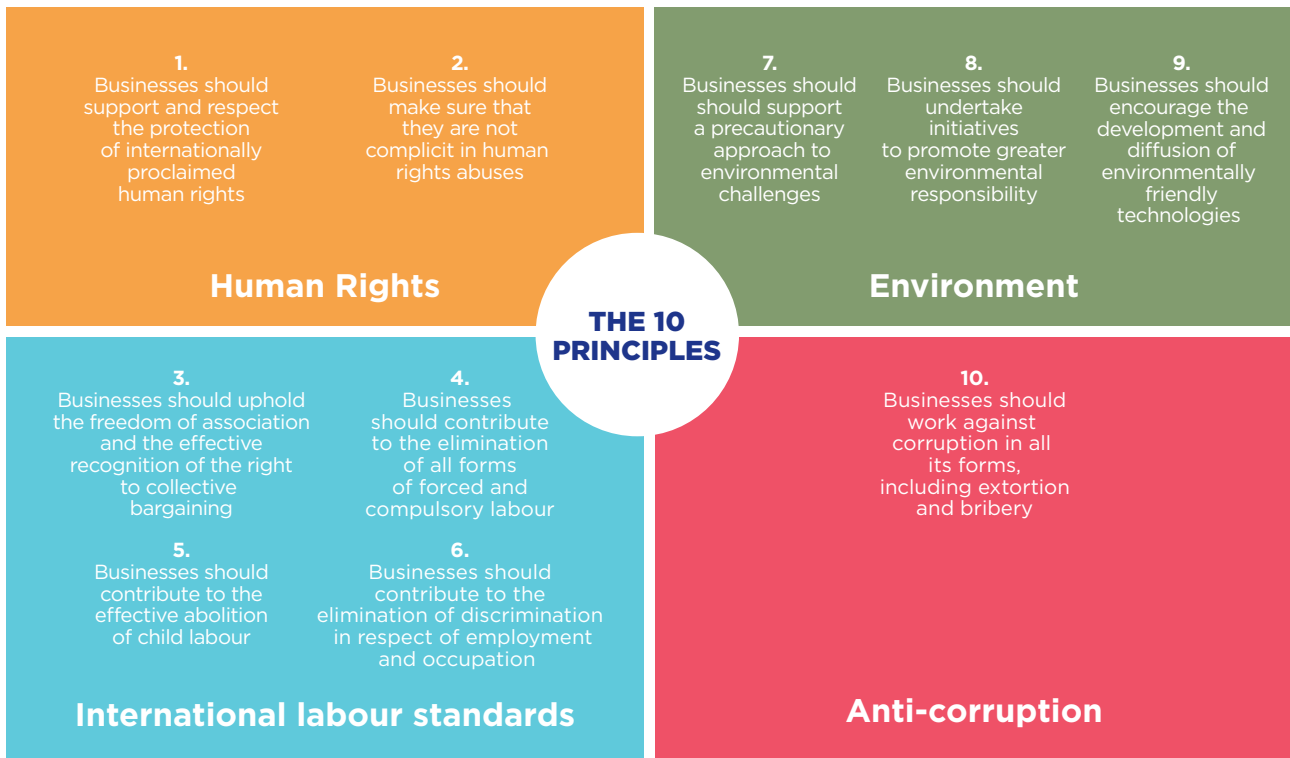 1.
Businesses should
support and respect
the protection
of internationally
proclaimed
human rights
2.
Businesses should
make sure that
they are not
complicit in human
rights abuses
Human Rights
7.
Businesses should
should support
a precautionary
approach to
environmental
challenges
8.
Businesses should
undertake
initiatives
to promote greater
environmental
responsibility
9.
Businesses should
encourage the
development and
diffusion of
environmentally
friendly
technologies
Environment
THE 10
PRINCIPLES
3.
Businesses should uphold
the freedom of association
and the effective
recognition of the right
to collective
bargaining
4.
Businesses
should contribute
to the elimination
of all forms
of forced and
compulsory labour
5.
Businesses should
contribute to the
effective abolition
of child labour
6.
Businesses should
contribute to the
elimination of discrimination
in respect of employment
and occupation
International labour standards
10.
Businesses should
work against
corruption in all
its forms,
including extortion
and bribery
Anti-corruption